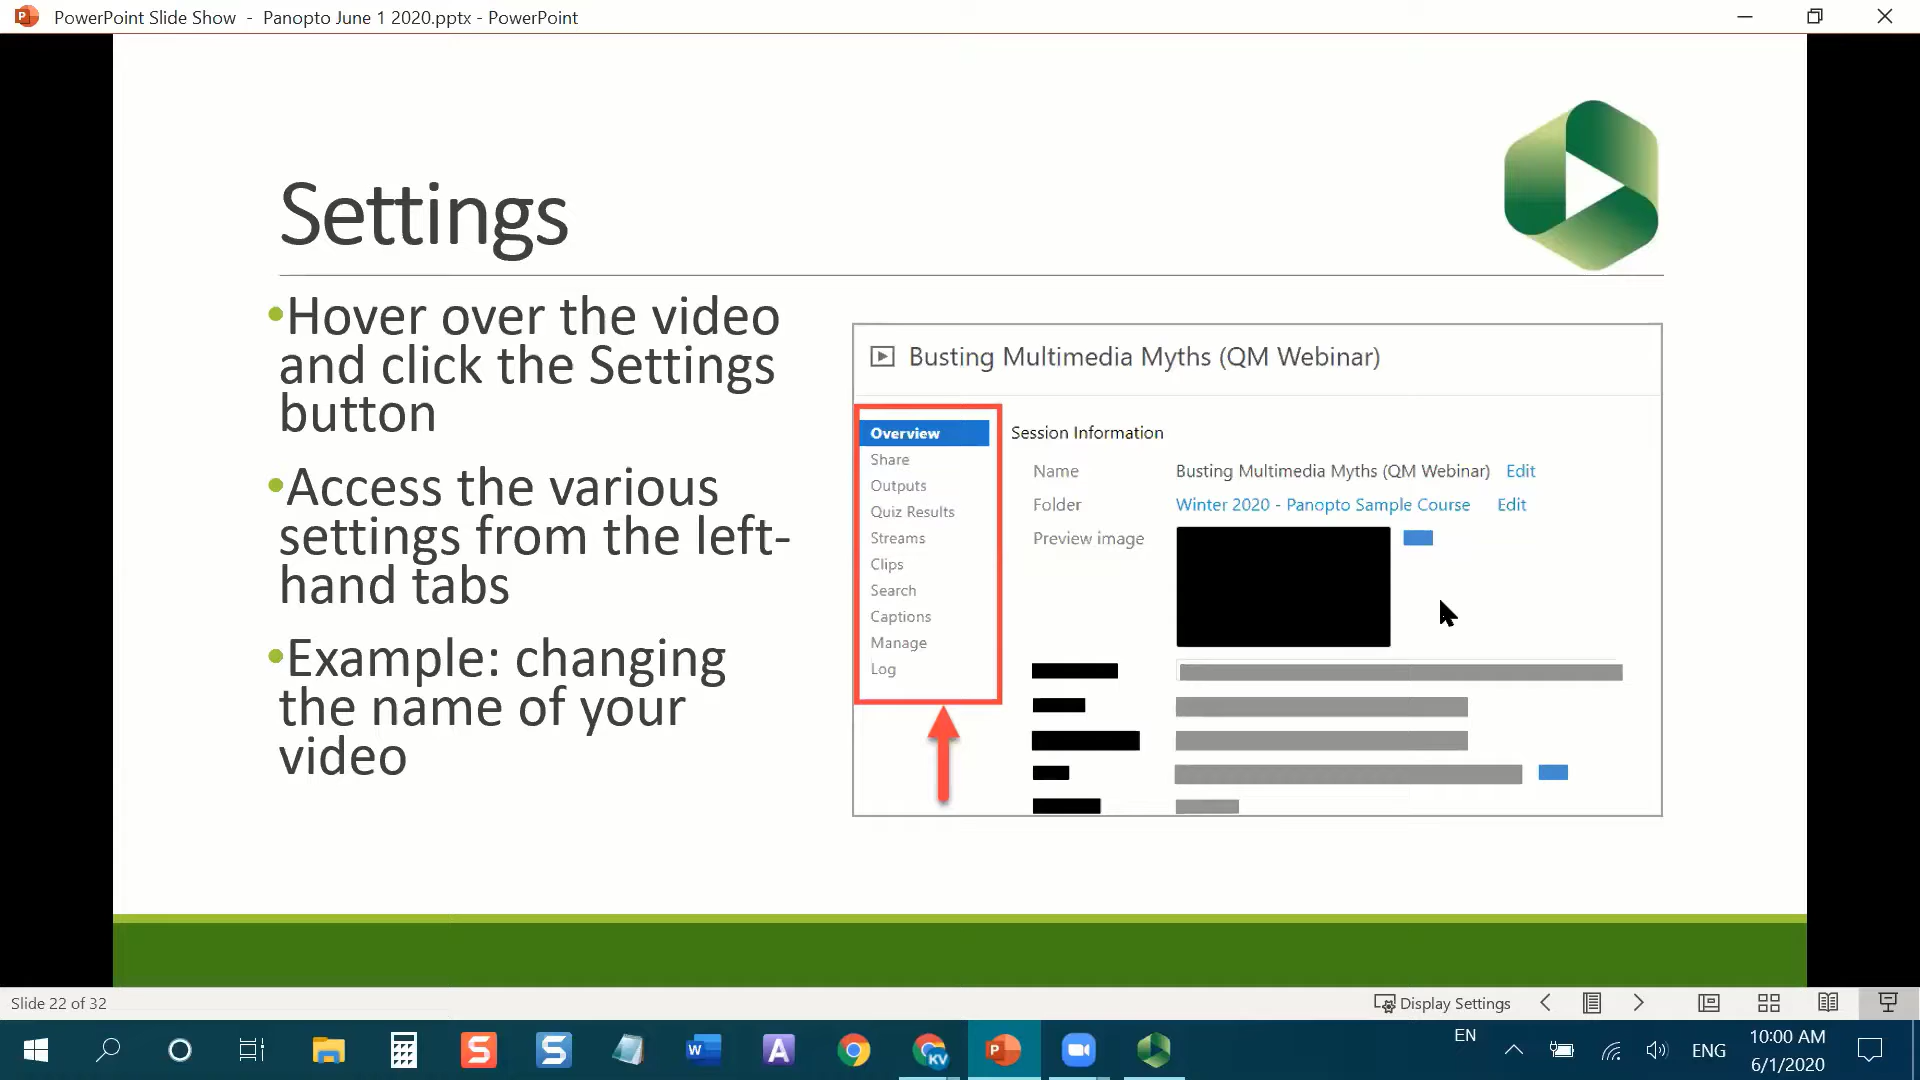 PowerPoint Slide Show - Panopto June 1 2020.pptx - PowerPoint
Settings
•Hover over the video
and click the Settings
button
•Access the various
settings from the left-
hand tabs
•Example: changing
the name of your
video
Busting Multimedia Myths (QM Webinar)
Overview
Share
Outputs
Quiz Results
Streams
Clips
Search
Captions
Manage
Log
Session Information
Name Busting Multimedia Myths (QM Webinar) Edit
Folder Winter 2020 - Panopto Sample Course Edit
Preview image
Slide 22 of 32
Display Settings
EN
ENG
10:00 AM
6/1/2020